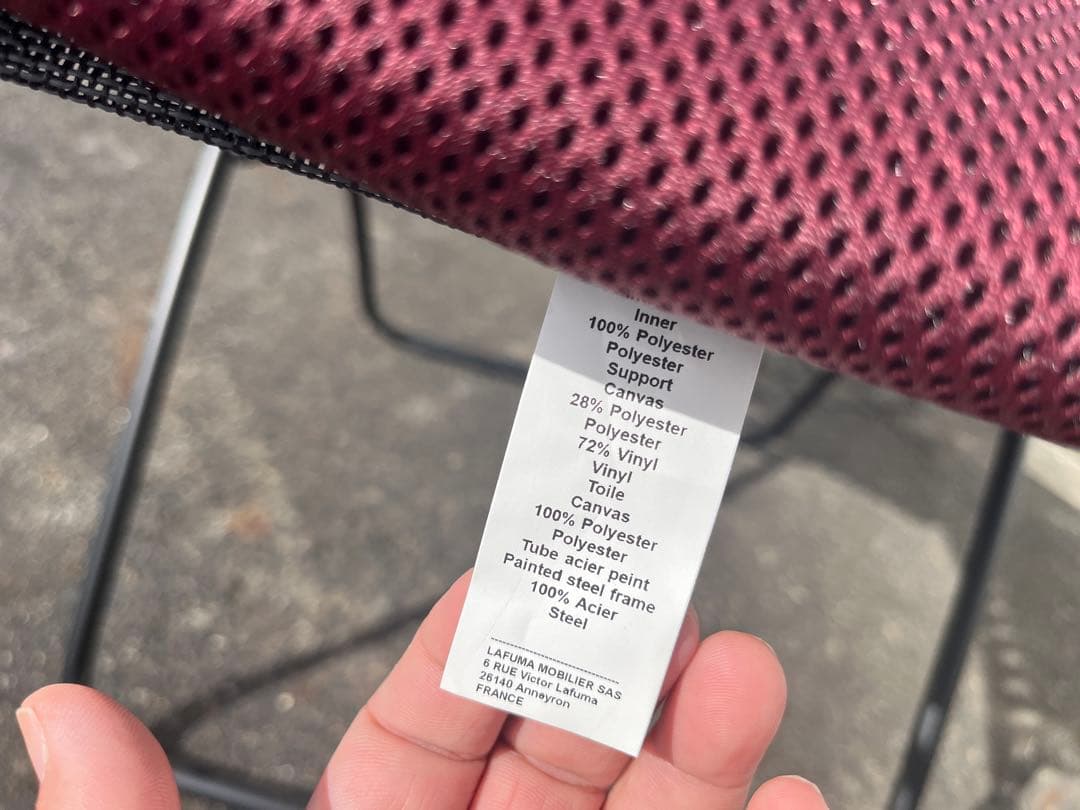 Inner
100% Polyester
Polyester
Support
Canvas
28% Polyester
Polyester
72% Vinyl
Vinyl
Toile
Canvas
100% Polyester
Polyester
Tube acier peint
Painted steel frame
100% Acier
Steel
LAFUMA MOBILIER SAS
6 RUE Victor Lafuma
26140 Anneyron
FRANCE